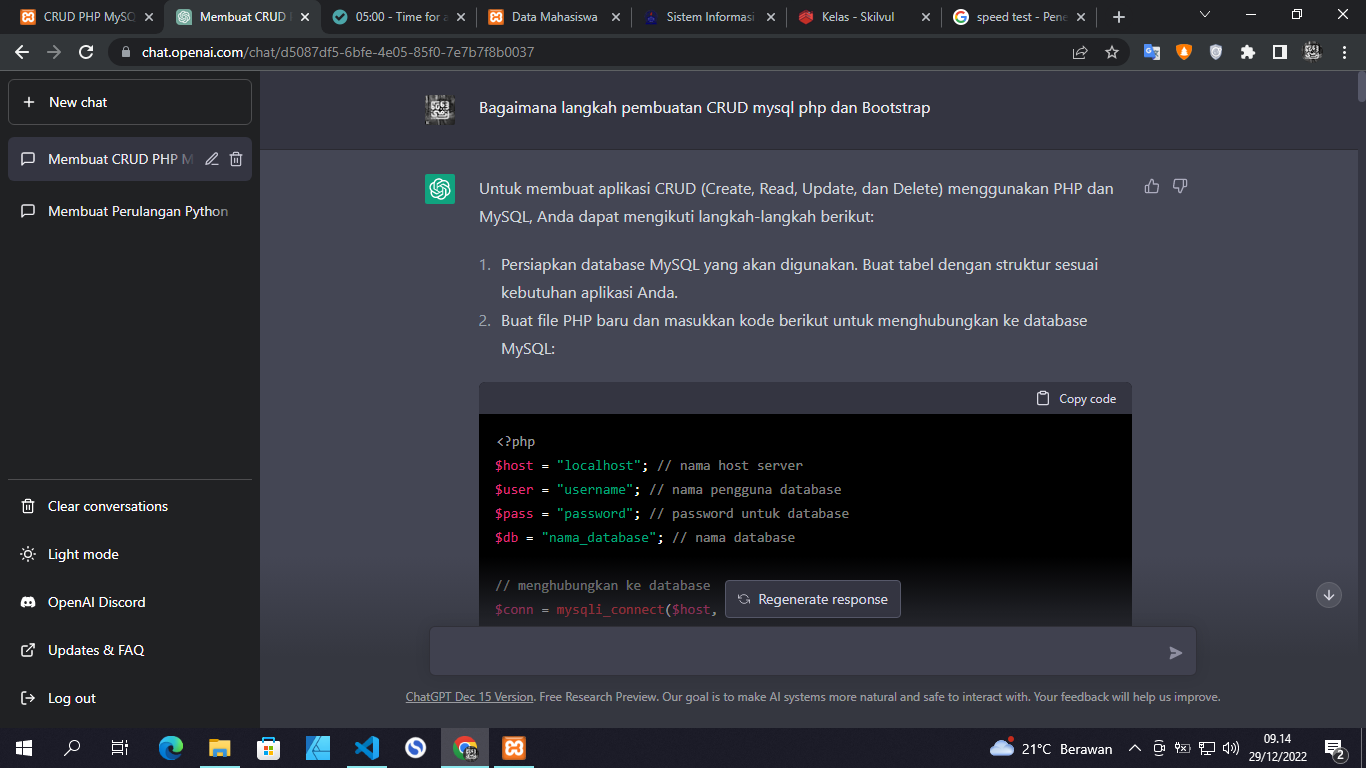 CRUD PHP MySQ
Membuat CRUD
05:00 - Time for a
Data Mahasiswa
Sistem Informasi
Kelas - Skilvul
speed test - Pene
chat.openai.com/chat/d5087df5-6bfe-4e05-85f0-7e7b7f8b0037
New chat
Membuat CRUD PHP M
Membuat Perulangan Python
Clear conversations
Light mode
OpenAI Discord
Updates & FAQ
Log out
Bagaimana langkah pembuatan CRUD mysql php dan Bootstrap
Untuk membuat aplikasi CRUD (Create, Read, Update, dan Delete) menggunakan PHP dan
MySQL, Anda dapat mengikuti langkah-langkah berikut:
1. Persiapkan database MySQL yang akan digunakan. Buat tabel dengan struktur sesuai
kebutuhan aplikasi Anda.
2. Buat file PHP baru dan masukkan kode berikut untuk menghubungkan ke database
MySQL:
Copy code
<?php
$host = "localhost"; // nama host server
$user = "username"; // nama pengguna database
$pass = "password"; // password untuk database
$db = "nama_database"; // nama database
// menghubungkan ke database
$conn = mysqli_connect($host,
Regenerate response
ChatGPT Dec 15 Version. Free Research Preview. Our goal is to make AI systems more natural and safe to interact with. Your feedback will help us improve.
21°C Berawan
09.14
29/12/2022
2